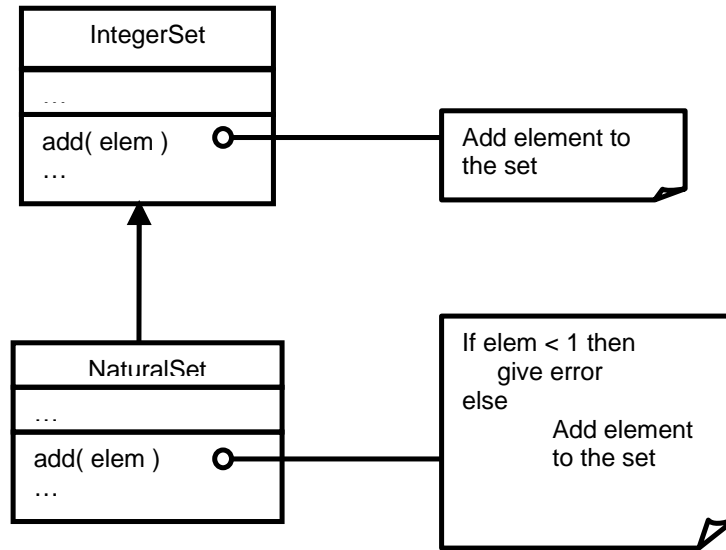 IntegerSet
…
add( elem )
…
Add element to
the set
NaturalSet
…
add( elem )
…
If elem < 1 then
give error
else
Add element
to the set